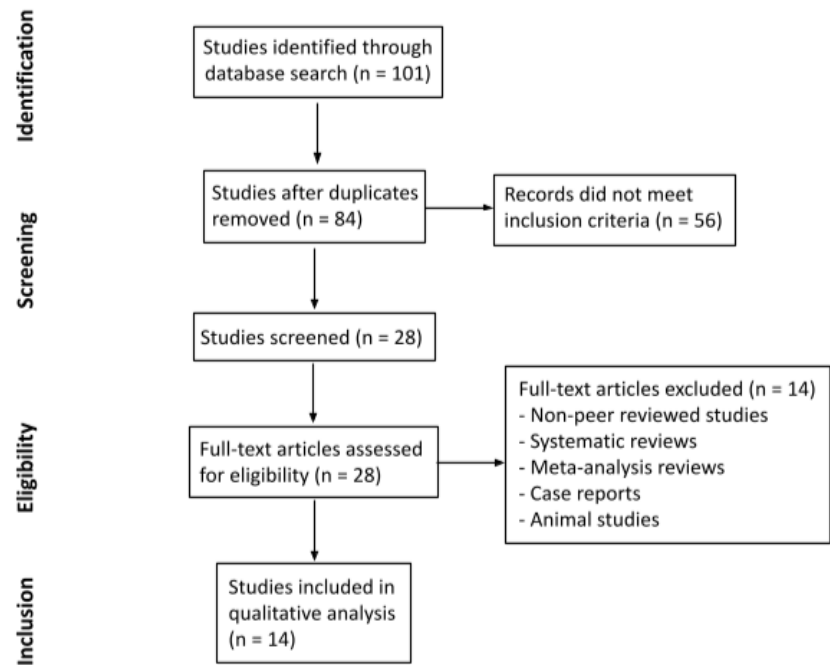 Identification
Studies identified through
database search (n = 101)
Screening
Studies after duplicates
removed (n = 84)
Records did not meet
inclusion criteria (n = 56)
Studies screened (n = 28)
Eligibility
Full-text articles assessed
for eligibility (n = 28)
Full-text articles excluded (n = 14)
- Non-peer reviewed studies
- Systematic reviews
- Meta-analysis reviews
- Case reports
- Animal studies
Inclusion
Studies included in
qualitative analysis
(n = 14)